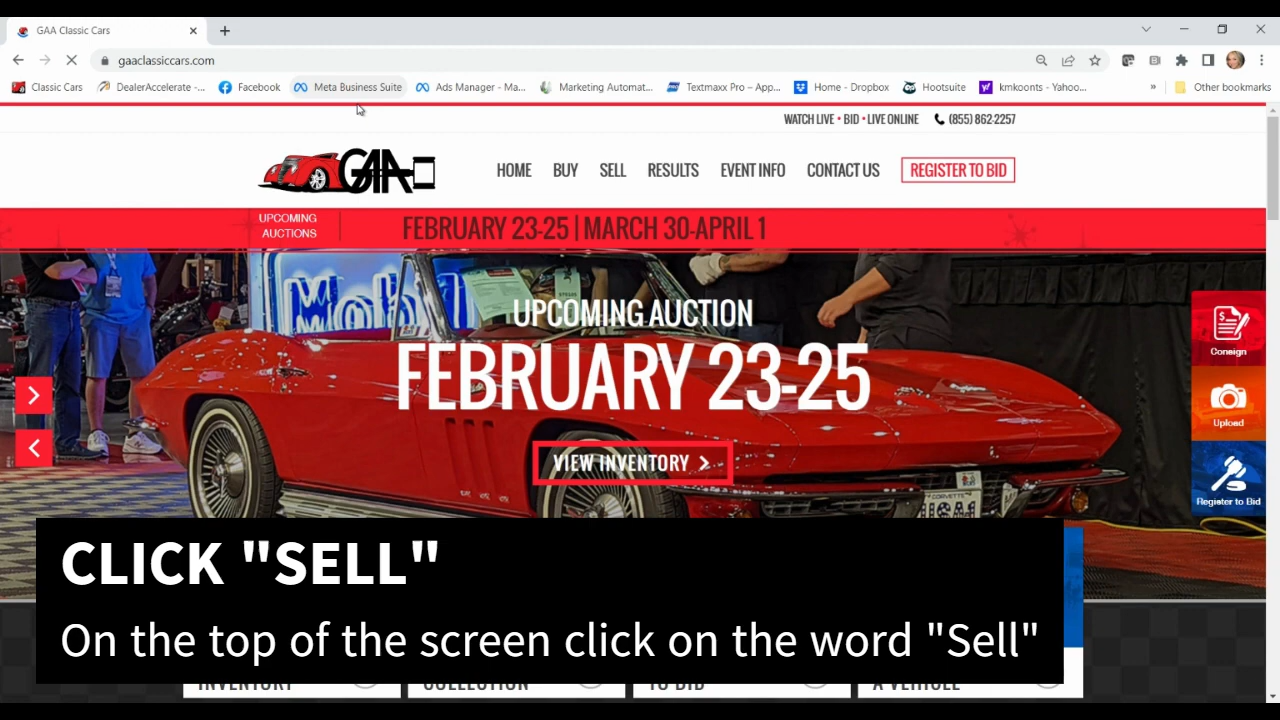 GAA Classic Cars
gaaclassiccars.com
Classic Cars DealerAccelerate -... Facebook Meta Business Suite Ads Manager - Ma... Marketing Automat... Textmaxx Pro – App... Home - Dropbox Hootsuite kmkoonts - Yahoo... » Other bookmarks
WATCH LIVE • BID • LIVE ONLINE (855) 862-2257
GAA
HOME BUY SELL RESULTS EVENT INFO CONTACT US REGISTER TO BID
UPCOMING
AUCTIONS
FEBRUARY 23-25 | MARCH 30-APRIL 1
UPCOMING AUCTION
FEBRUARY 23-25
VIEW INVENTORY
Consign
Upload
Register to Bid
CORVETTE
CLICK "SELL"
On the top of the screen click on the word "Sell"
INVENTORY COLLECTION TO BID A VEHICLE